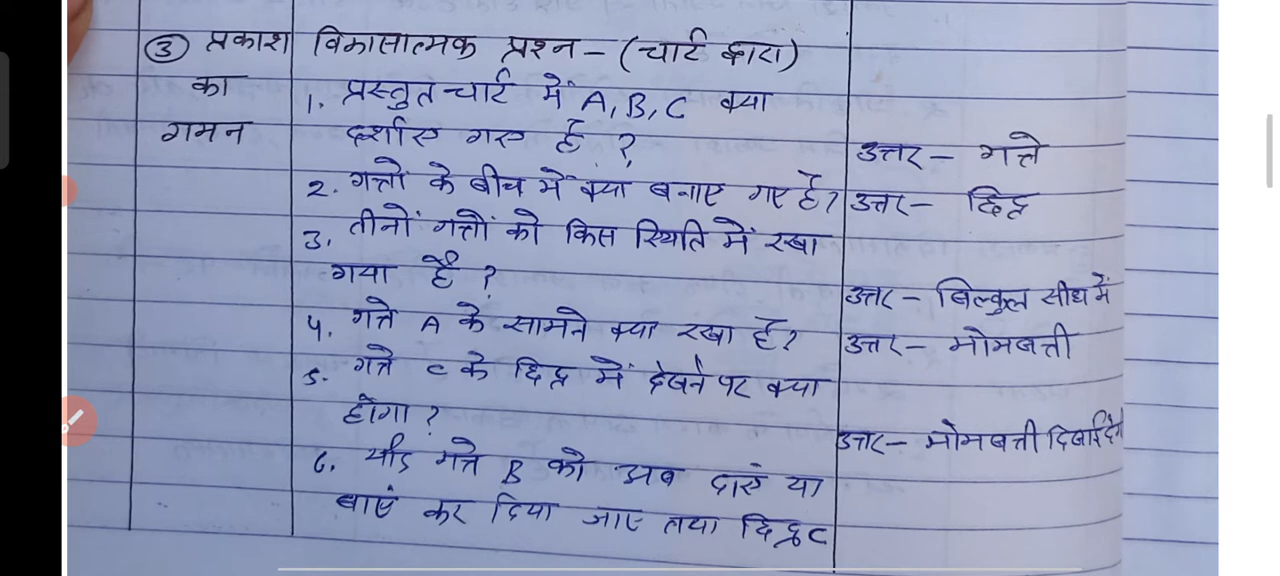 ③ प्रकाश का गमन
विकासात्मक प्रश्न - (चार्ट द्वारा)
1. प्रस्तुत चार्ट में A, B, C क्या
दर्शाए गए हैं ?
उत्तर - गत्ते
2. गत्तो के बीच में क्या बनाए गए हैं ?
उत्तर - छिद्र
3. तीनों गत्तों को किस स्थिति में रखा
गया है ?
उत्तर - बिल्कुल सीध में
4. गत्ते A के सामने क्या रखा हैं ?
उत्तर - मोमबत्ती
5. गत्ते C के छिद्र में देखने पर क्या
होगा ?
उत्तर - मोमबत्ती दिखाई देगी
6. यदि गत्ते B को अब दाएं या
बाएं कर दिया जाए तथा छिद्र C